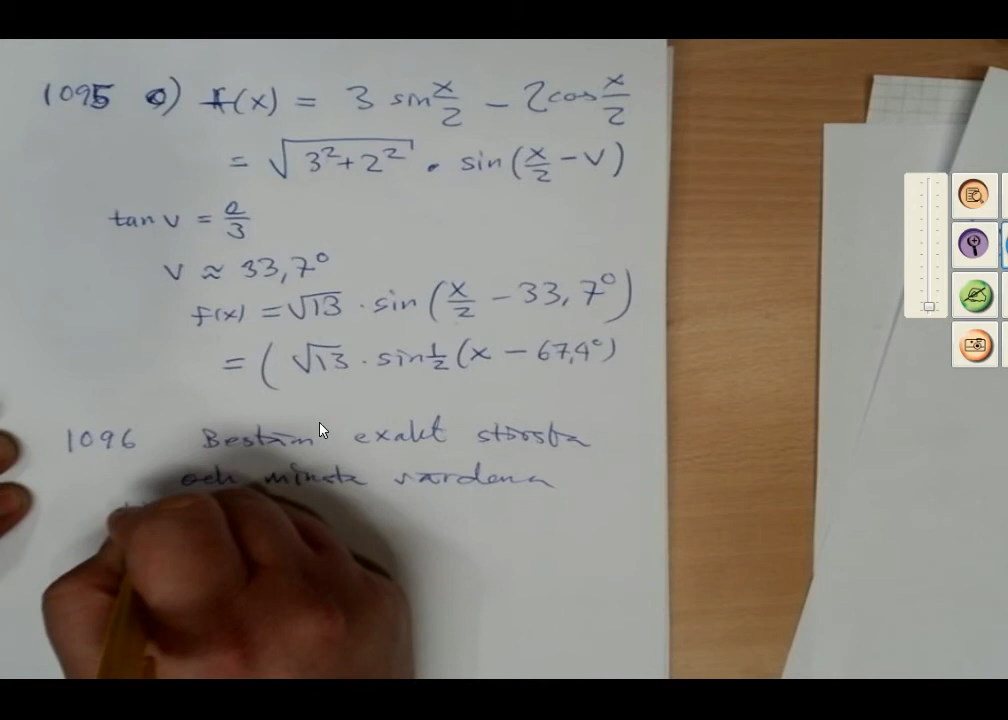 1095 c) f(x) = 3 sin x/2 - 2cos x/2
= √(3²+2²) · sin(x/2 - v)
tan v = 2/3
v ≈ 33,7°
f(x) = √13 · sin(x/2 - 33,7°)
= (√13 · sin 1/2 (x - 67,4°)
1096 Bestäm exakt största
och minsta värdena